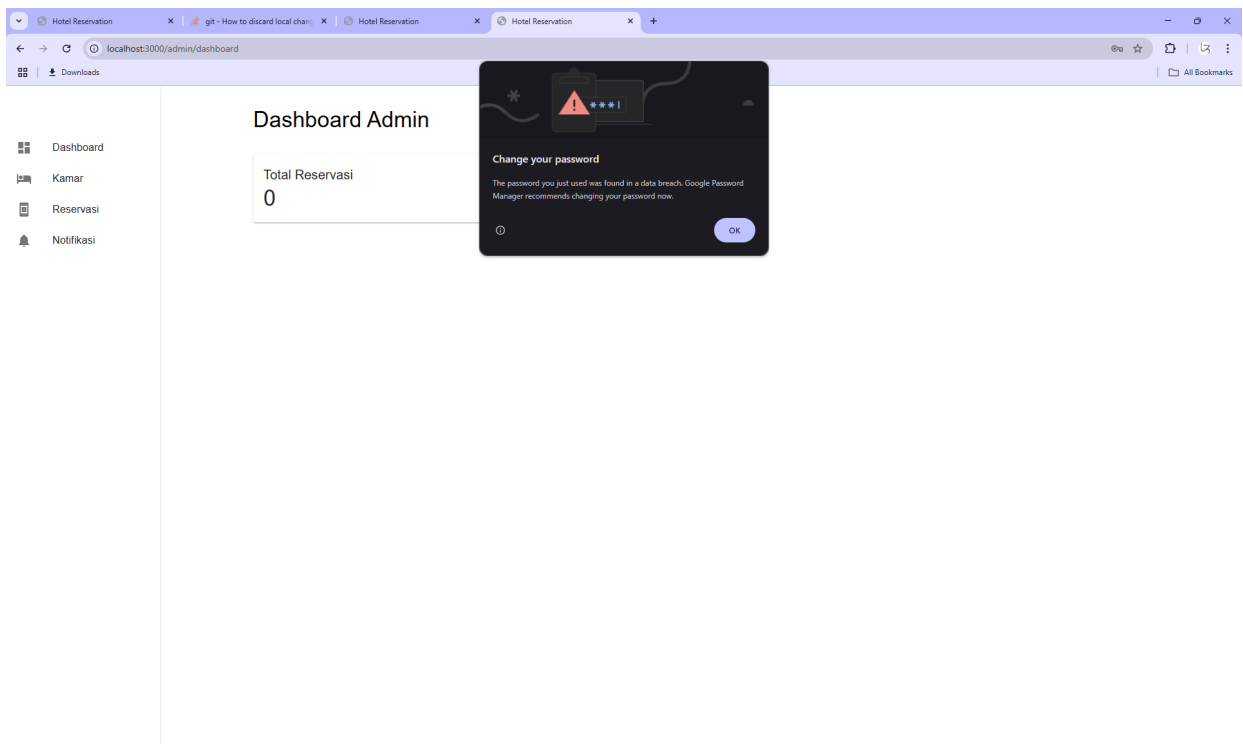 Hotel Reservation
git - How to discard local chang
Hotel Reservation
Hotel Reservation
localhost:3000/admin/dashboard
Downloads
All Bookmarks
Dashboard Admin
Dashboard
Kamar
Reservasi
Notifikasi
Total Reservasi
0
***
Change your password
The password you just used was found in a data breach. Google Password
Manager recommends changing your password now.
OK